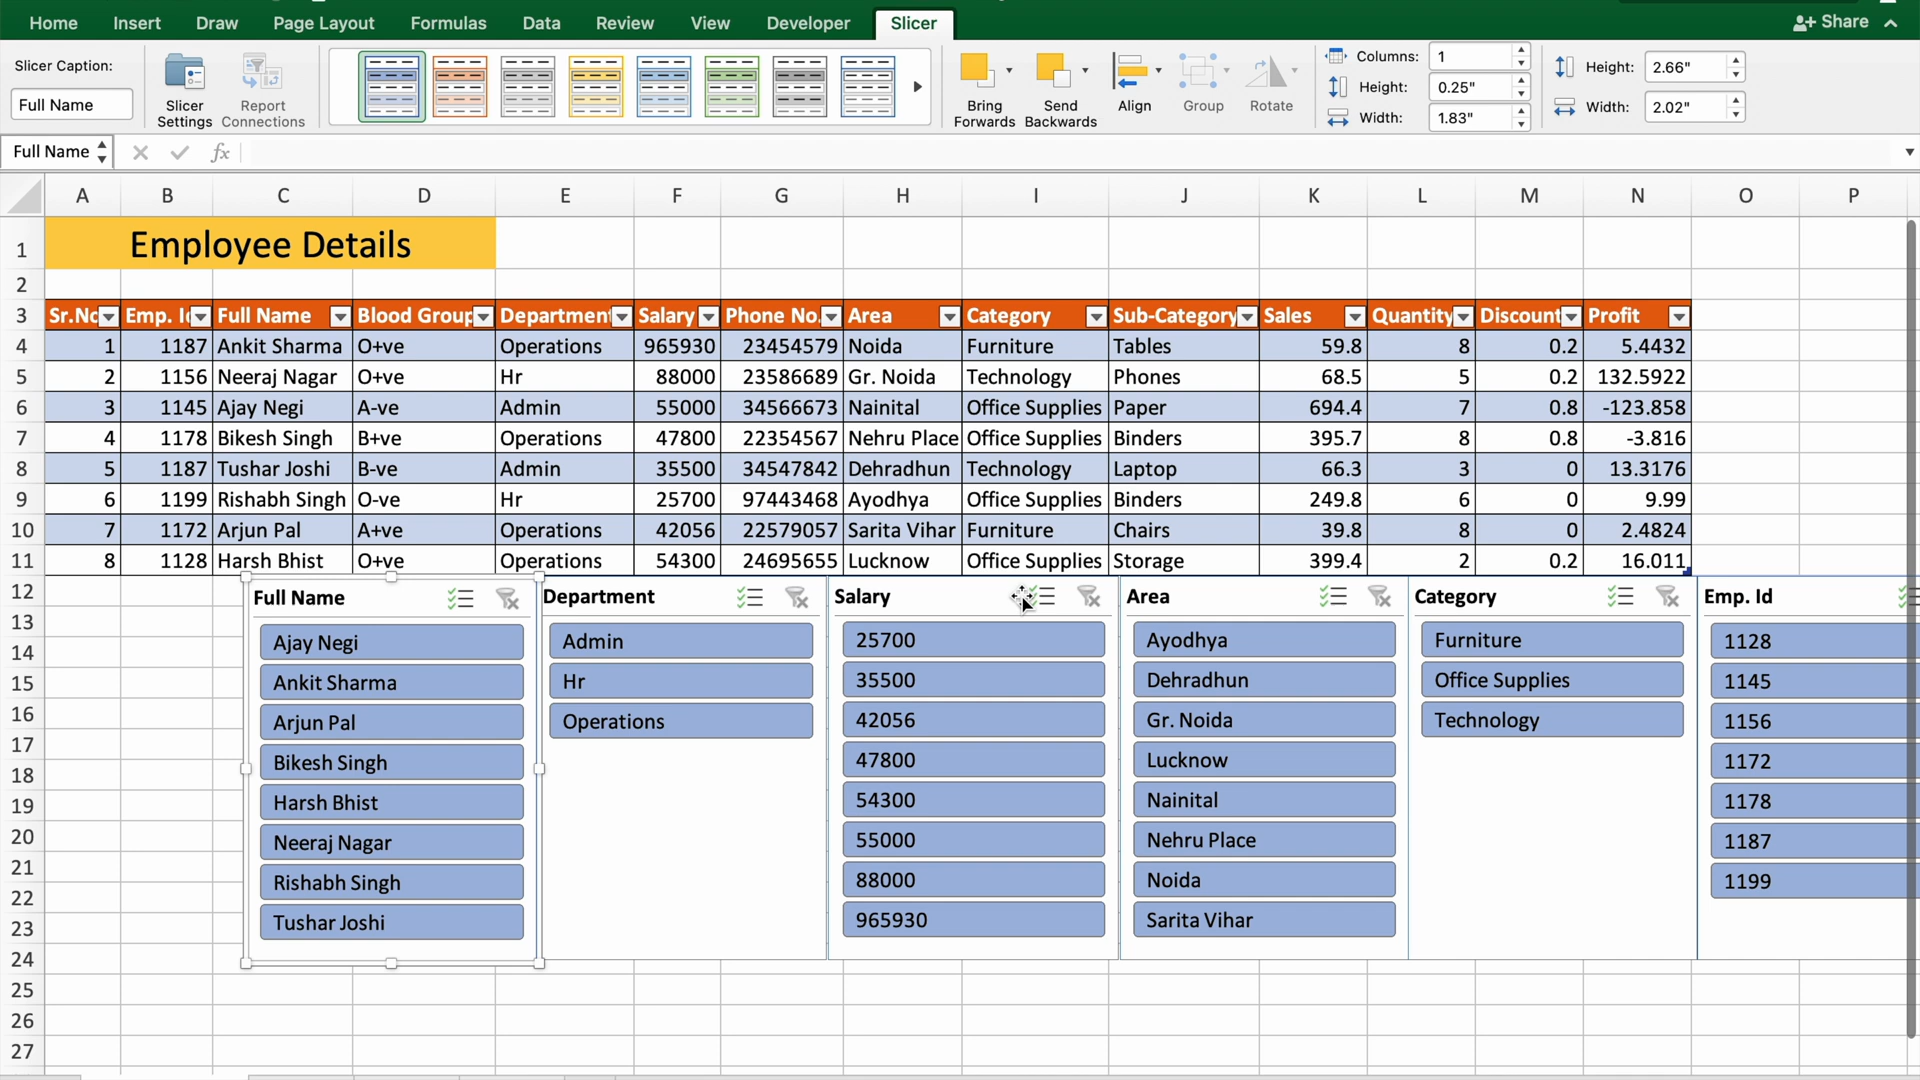 Home Insert Draw Page Layout Formulas Data Review View Developer Slicer Share
Slicer Caption:
Full Name
Slicer Settings
Report Connections
Bring Forwards
Send Backwards
Align
Group
Rotate
Columns: 1
Height: 0.25"
Width: 1.83"
Height: 2.66"
Width: 2.02"
Full Name fx
A B C D E F G H I J K L M N O P
1 Employee Details
2
3 Sr.No Emp. Id Full Name Blood Group Department Salary Phone No. Area Category Sub-Category Sales Quantity Discount Profit
4 1 1187 Ankit Sharma O+ve Operations 965930 23454579 Noida Furniture Tables 59.8 8 0.2 5.4432
5 2 1156 Neeraj Nagar O+ve Hr 88000 23586689 Gr. Noida Technology Phones 68.5 5 0.2 132.5922
6 3 1145 Ajay Negi A-ve Admin 55000 34566673 Nainital Office Supplies Paper 694.4 7 0.8 -123.858
7 4 1178 Bikesh Singh B+ve Operations 47800 22354567 Nehru Place Office Supplies Binders 395.7 8 0.8 -3.816
8 5 1187 Tushar Joshi B-ve Admin 35500 34547842 Dehradhun Technology Laptop 66.3 3 0 13.3176
9 6 1199 Rishabh Singh O-ve Hr 25700 97443468 Ayodhya Office Supplies Binders 249.8 6 0 9.99
10 7 1172 Arjun Pal A+ve Operations 42056 22579057 Sarita Vihar Furniture Chairs 39.8 8 0 2.4824
11 8 1128 Harsh Bhist O+ve Operations 54300 24695655 Lucknow Office Supplies Storage 399.4 2 0.2 16.011
12 Full Name Department Salary Area Category Emp. Id
13
14 Ajay Negi Admin 25700 Ayodhya Furniture 1128
15 Ankit Sharma Hr 35500 Dehradhun Office Supplies 1145
16 Arjun Pal Operations 42056 Gr. Noida Technology 1156
17
18 Bikesh Singh 47800 Lucknow 1172
19 Harsh Bhist 54300 Nainital 1178
20 Neeraj Nagar 55000 Nehru Place 1187
21
22 Rishabh Singh 88000 Noida 1199
23 Tushar Joshi 965930 Sarita Vihar
24
25
26
27